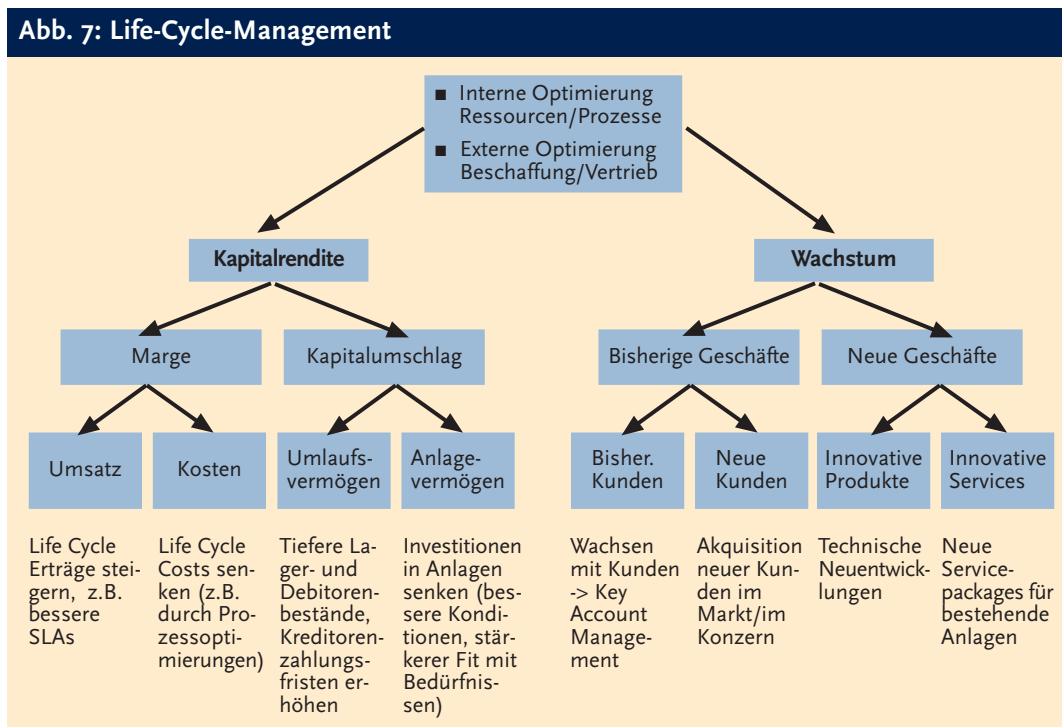 Abb. 7: Life-Cycle-Management
■ Interne Optimierung
Ressourcen/Prozesse
■ Externe Optimierung
Beschaffung/Vertrieb
Kapitalrendite
Wachstum
Marge
Kapitalumschlag
Bisherige Geschäfte
Neue Geschäfte
Umsatz
Kosten
Umlaufs-
vermögen
Anlage-
vermögen
Bisher.
Kunden
Neue
Kunden
Innovative
Produkte
Innovative
Services
Life Cycle
Erträge stei-
gern, z.B.
bessere
SLAs
Life Cycle
Costs sen-
ken (z.B.
durch Pro-
zessopti-
mierungen)
Tiefere La-
ger- und
Debitoren-
bestände,
Kreditoren-
zahlungs-
fristen er-
höhen
Investitionen
in Anlagen
senken (bes-
sere Kondi-
tionen, stär-
kerer Fit mit
Bedürfnis-
sen)
Wachsen
mit Kunden
-> Key
Account
Manage-
ment
Akquisition
neuer Kun-
den im
Markt/im
Konzern
Technische
Neuentwick-
lungen
Neue
Service-
packages für
bestehende
Anlagen